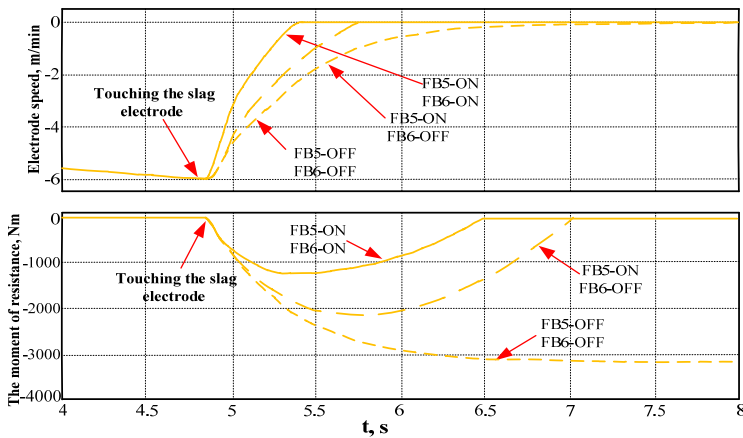 0
-2
-4
-6
Electrode speed, m/min
Touching the slag
electrode
FB5-ON
FB6-ON
FB5-ON
FB6-OFF
FB5-OFF
FB6-OFF
0
-1000
-2000
-3000
-4000
The moment of resistance, Nm
Touching the slag
electrode
FB5-ON
FB6-ON
FB5-ON
FB6-OFF
FB5-OFF
FB6-OFF
4 4.5 5 5.5 6 6.5 7 7.5 8
t, s